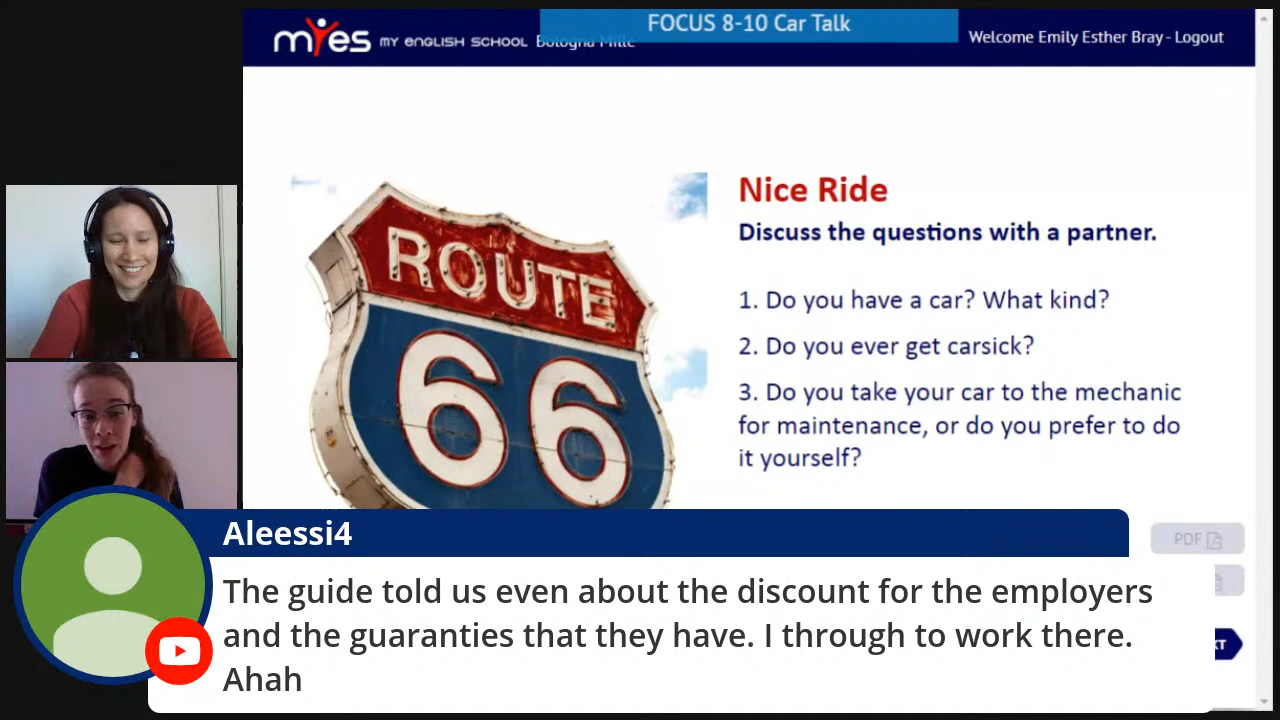 FOCUS 8-10 Car Talk
myes MY ENGLISH SCHOOL Bologna Mille
Welcome Emily Esther Bray - Logout
ROUTE
66
Nice Ride
Discuss the questions with a partner.
1. Do you have a car? What kind?
2. Do you ever get carsick?
3. Do you take your car to the mechanic
for maintenance, or do you prefer to do
it yourself?
PDF
Aleessi4
The guide told us even about the discount for the employers
and the guaranties that they have. I through to work there.
Ahah